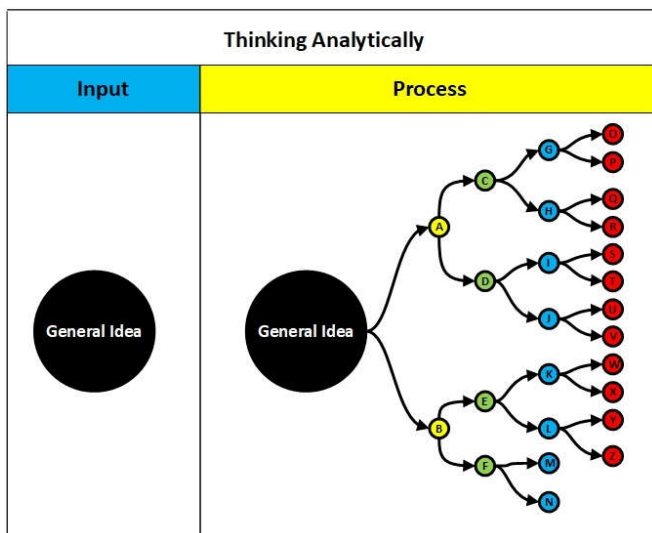 Thinking Analytically
Input
Process
General Idea
General Idea
A
B
C
D
E
F
G
H
I
J
K
L
M
N
O
P
Q
R
S
T
U
V
W
X
Y
Z